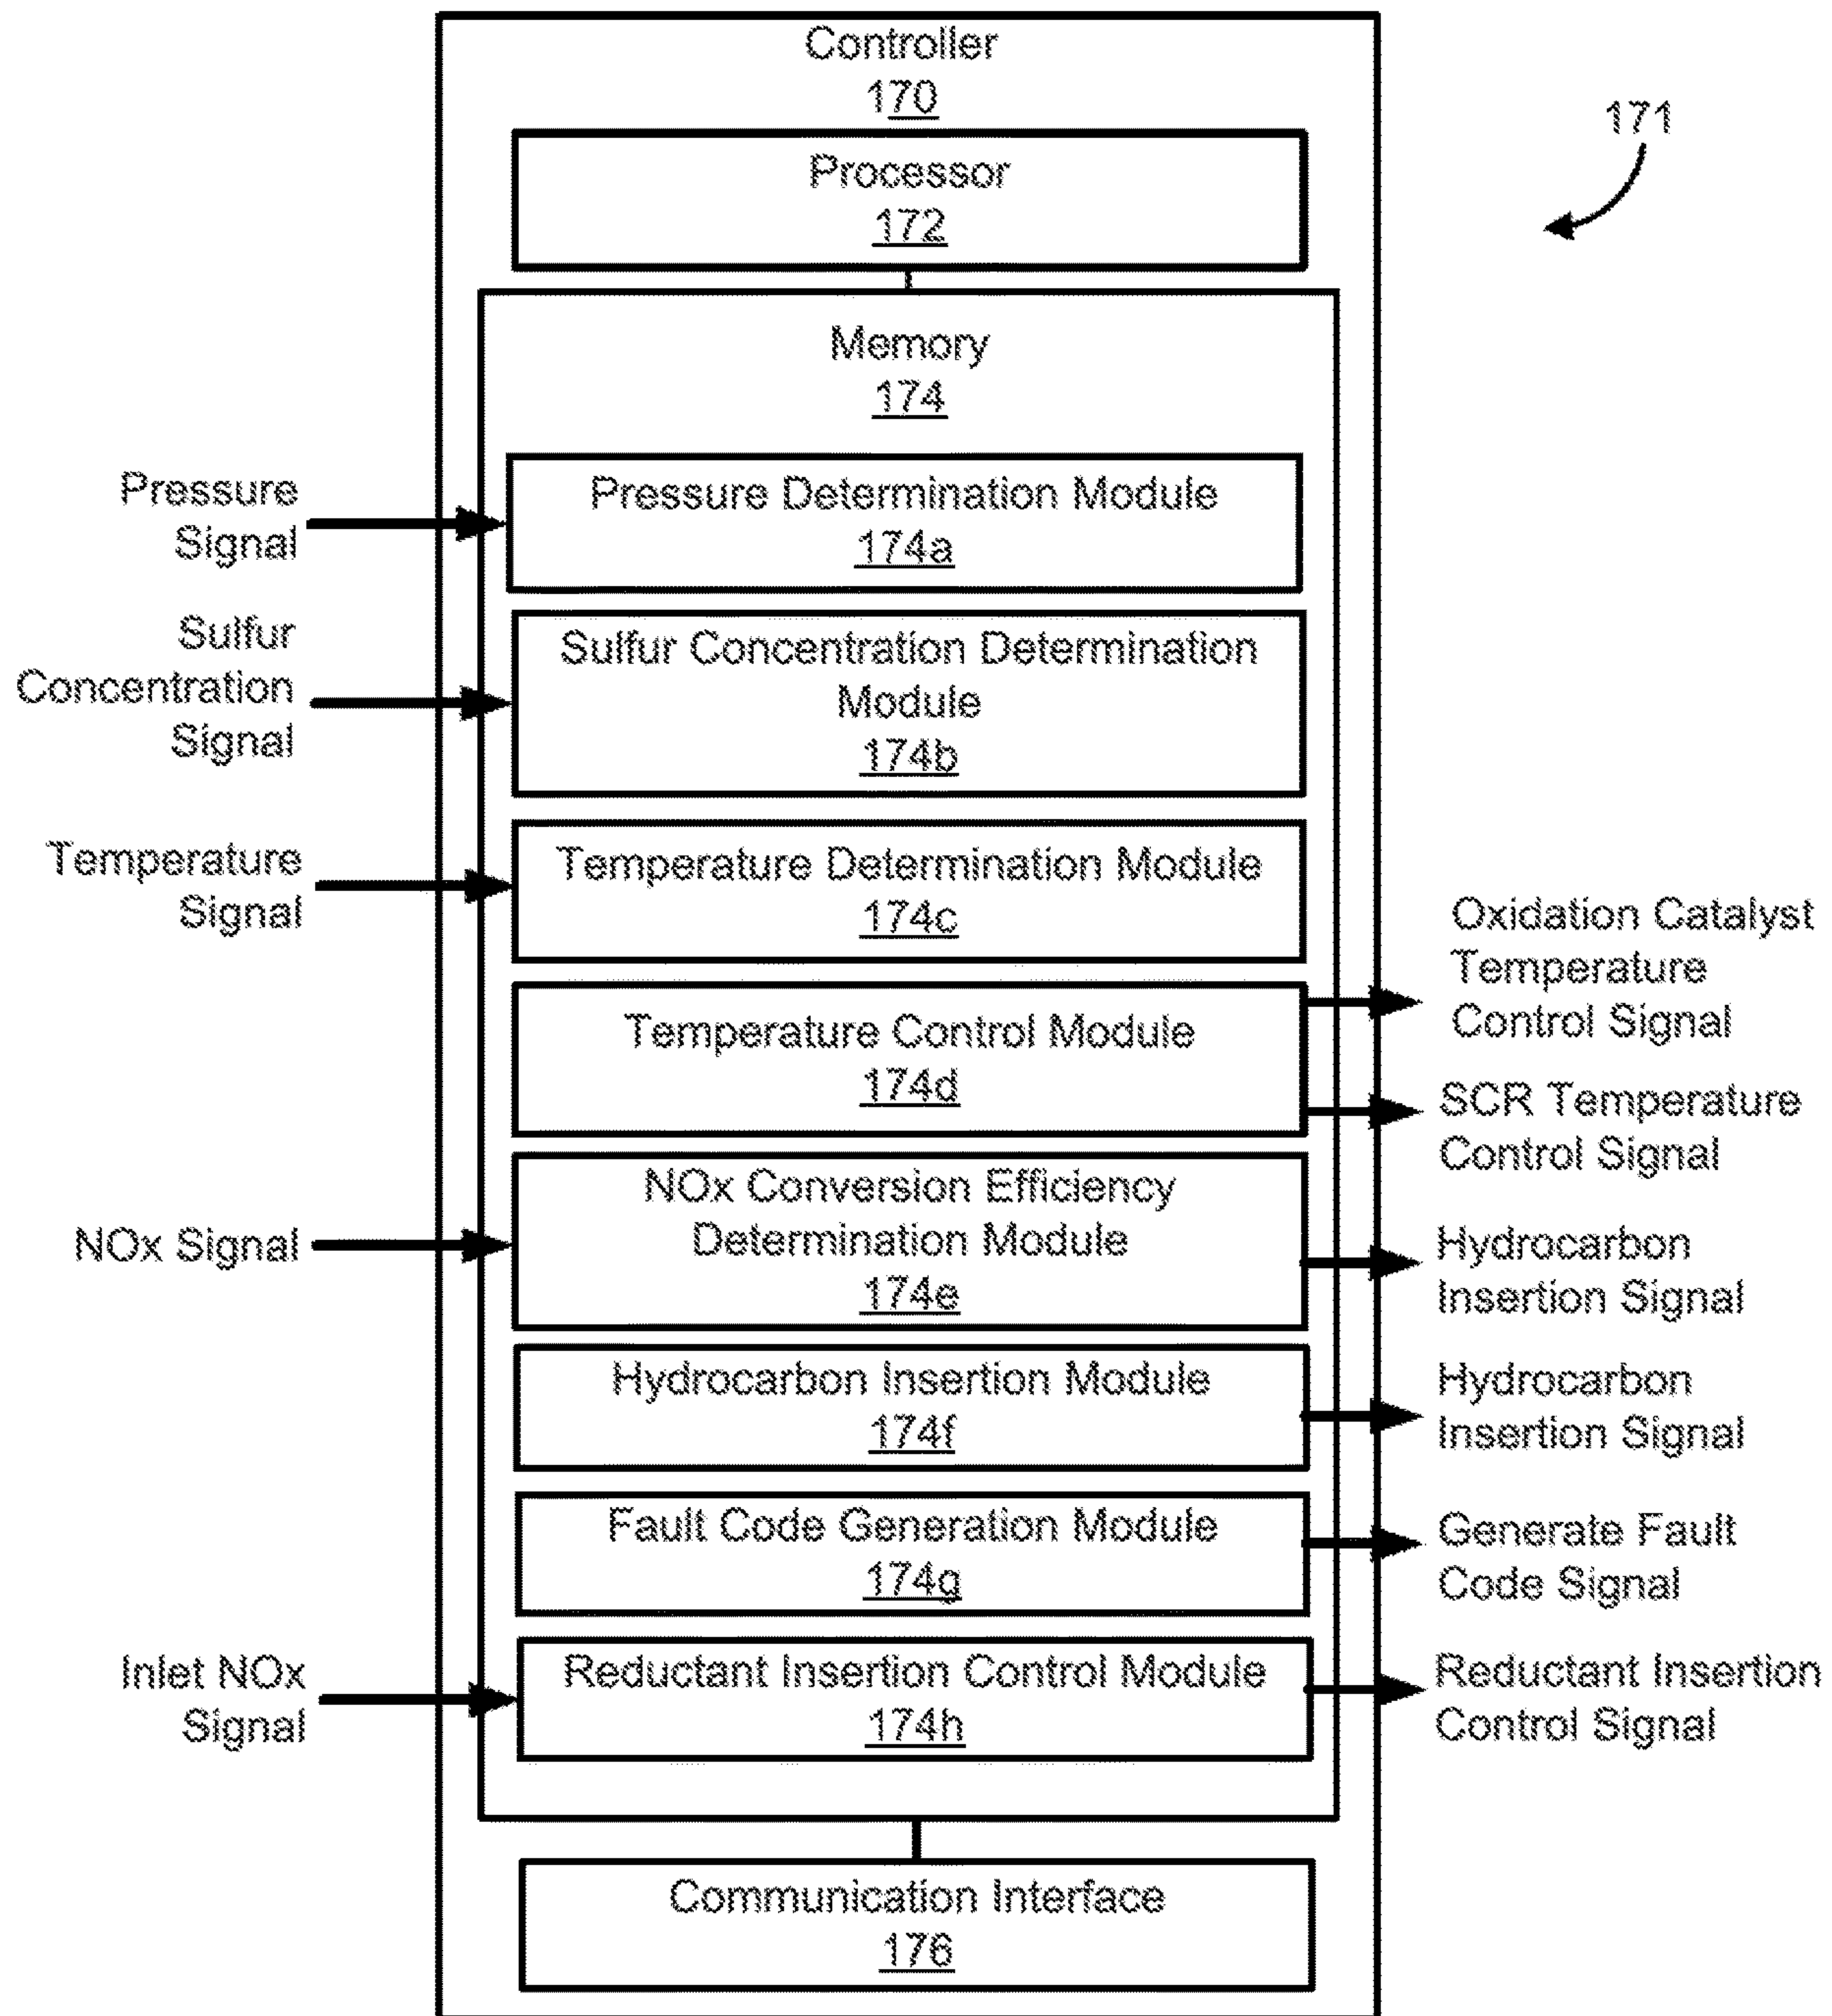 Controller
170
171
Processor
172
Memory
174
Pressure
Signal
Pressure Determination Module
174a
Sulfur
Concentration
Signal
Sulfur Concentration Determination
Module
174b
Temperature
Signal
Temperature Determination Module
174c
Temperature Control Module
174d
Oxidation Catalyst
Temperature
Control Signal
SCR Temperature
Control Signal
NOx Signal
NOx Conversion Efficiency
Determination Module
174e
Hydrocarbon
Insertion Signal
Hydrocarbon Insertion Module
174f
Hydrocarbon
Insertion Signal
Fault Code Generation Module
174g
Generate Fault
Code Signal
Inlet NOx
Signal
Reductant Insertion Control Module
174h
Reductant Insertion
Control Signal
Communication Interface
176